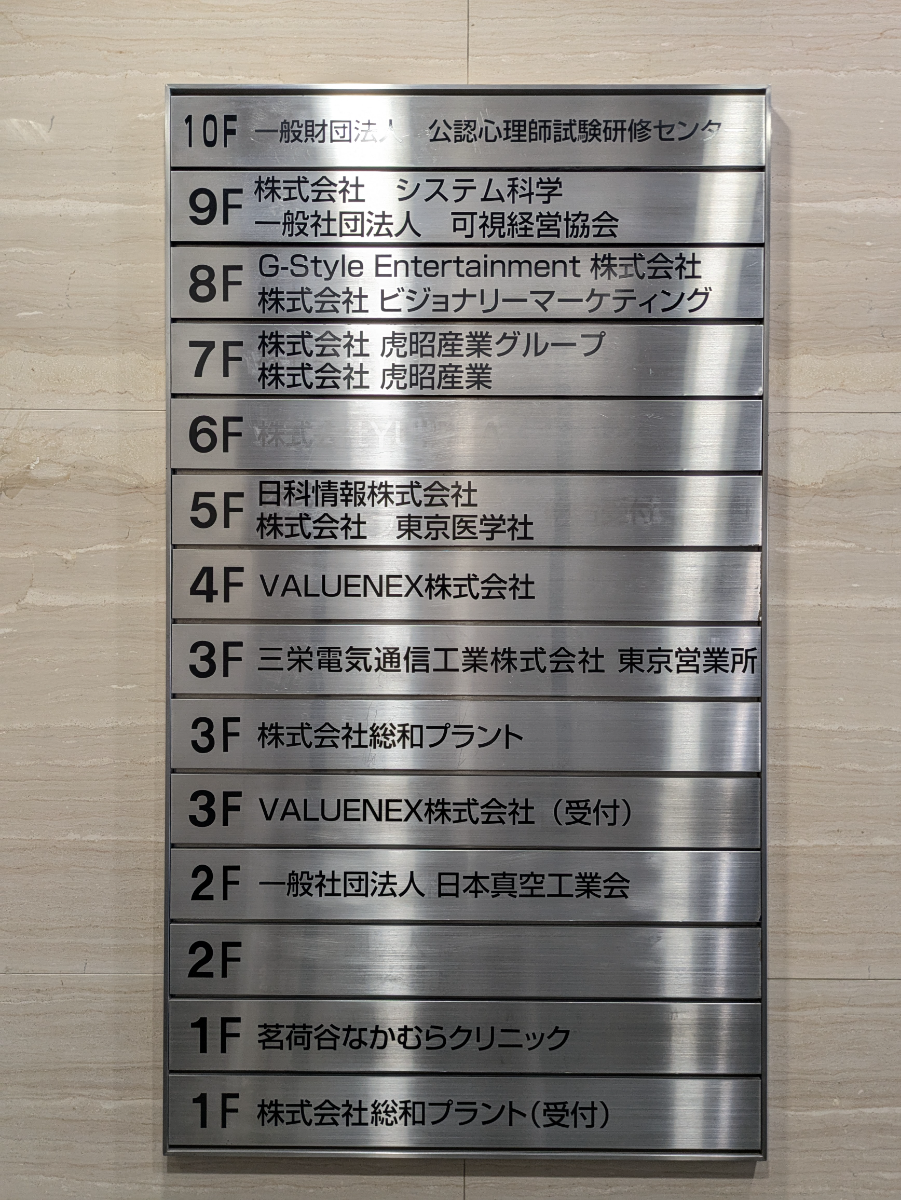 10F 一般財団法人 公認心理師試験研修センター
9F 株式会社 システム科学
一般社団法人 可視経営協会
8F G-Style Entertainment 株式会社
株式会社 ビジョナリーマーケティング
7F 株式会社 虎昭産業グループ
株式会社 虎昭産業
6F 株式
5F 日科情報株式会社
株式会社 東京医学社
4F VALUENEX株式会社
3F 三栄電気通信工業株式会社 東京営業所
3F 株式会社総和プラント
3F VALUENEX株式会社(受付)
2F 一般社団法人 日本真空工業会
2F
1F 茗荷谷なかむらクリニック
1F 株式会社総和プラント(受付)